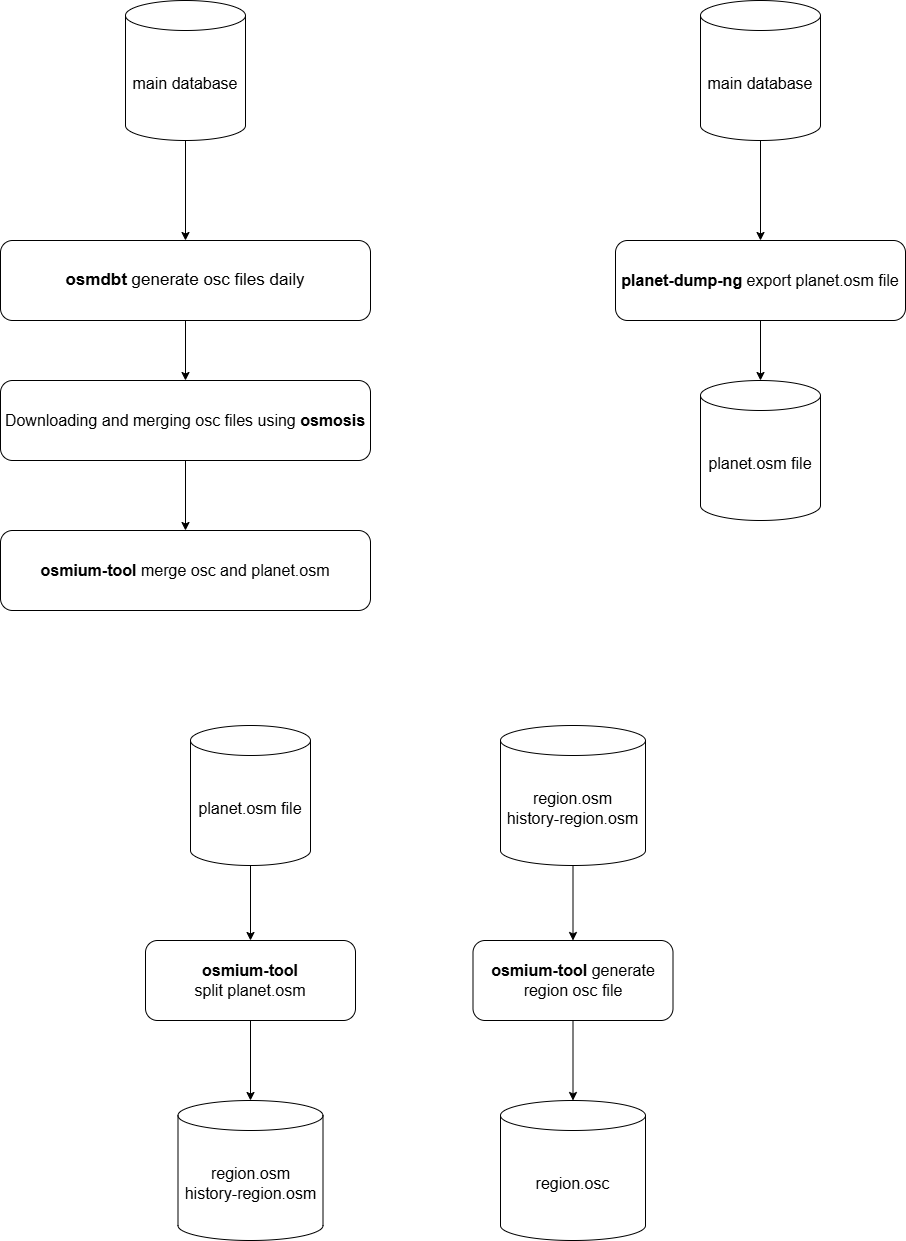 main database
main database
osmdbt generate osc files daily
planet-dump-ng export planet.osm file
Downloading and merging osc files using osmosis
planet.osm file
osmium-tool merge osc and planet.osm
planet.osm file
region.osm
history-region.osm
osmium-tool
split planet.osm
osmium-tool generate
region osc file
region.osm
history-region.osm
region.osc